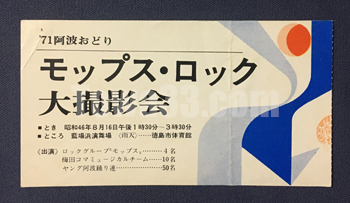 '71阿波おどり
モップス・ロック
大撮影会
■とき 昭和46年8月16日午後1時30分―3時30分
■ところ 藍場浜演舞場 (雨天)……徳島市体育館
〈出演〉ロックグループ“モップス〟……4名
梅田コマミュージカルチーム……10名
ヤング阿波踊り連……50名